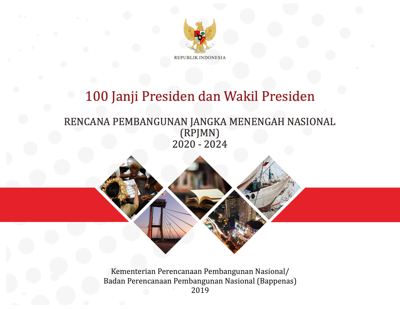 REPUBLIK INDONESIA
100 Janji Presiden dan Wakil Presiden
RENCANA PEMBANGUNAN JANGKA MENENGAH NASIONAL
(RPJMN)
2020 - 2024
Kementerian Perencanaan Pembangunan Nasional/
Badan Perencanaan Pembangunan Nasional (Bappenas)
2019